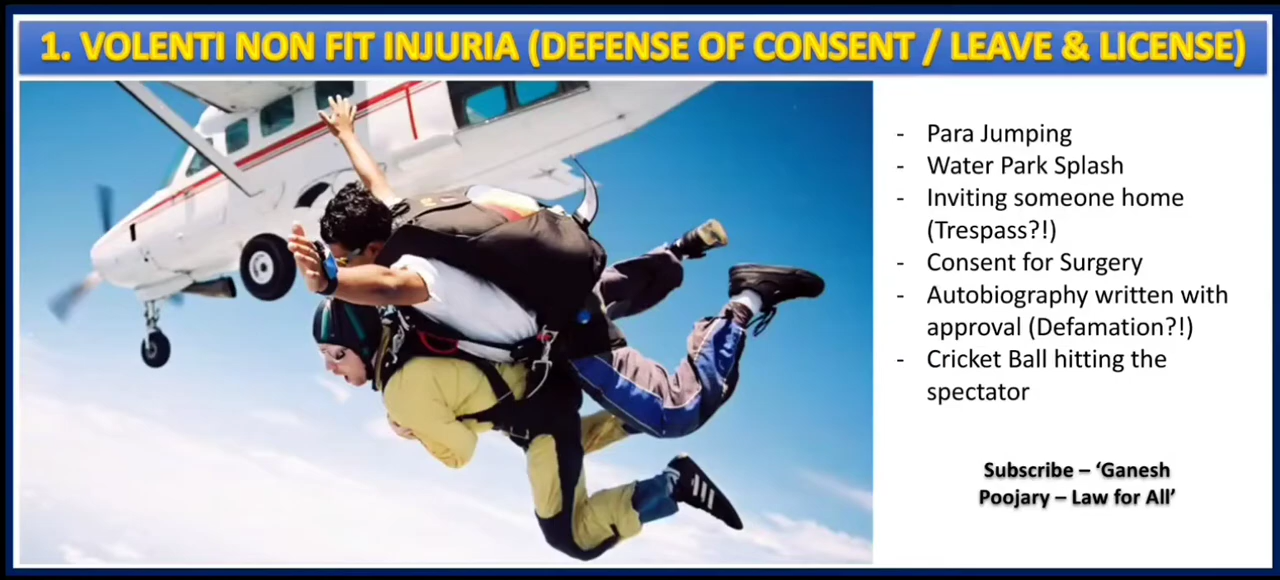 1. VOLENTI NON FIT INJURIA (DEFENSE OF CONSENT / LEAVE & LICENSE)
- Para Jumping
- Water Park Splash
- Inviting someone home
(Trespass?!)
- Consent for Surgery
- Autobiography written with
approval (Defamation?!)
- Cricket Ball hitting the
spectator
Subscribe – ‘Ganesh
Poojary – Law for All’